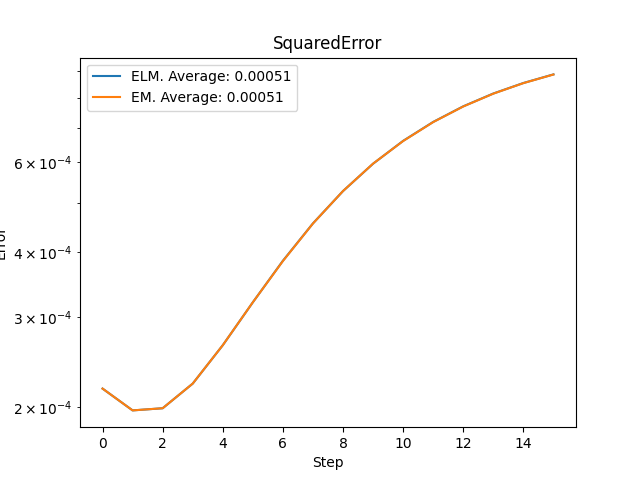 SquaredError
ELM. Average: 0.00051
EM. Average: 0.00051
6 × 10⁻⁴
4 × 10⁻⁴
3 × 10⁻⁴
2 × 10⁻⁴
Error
0 2 4 6 8 10 12 14
Step